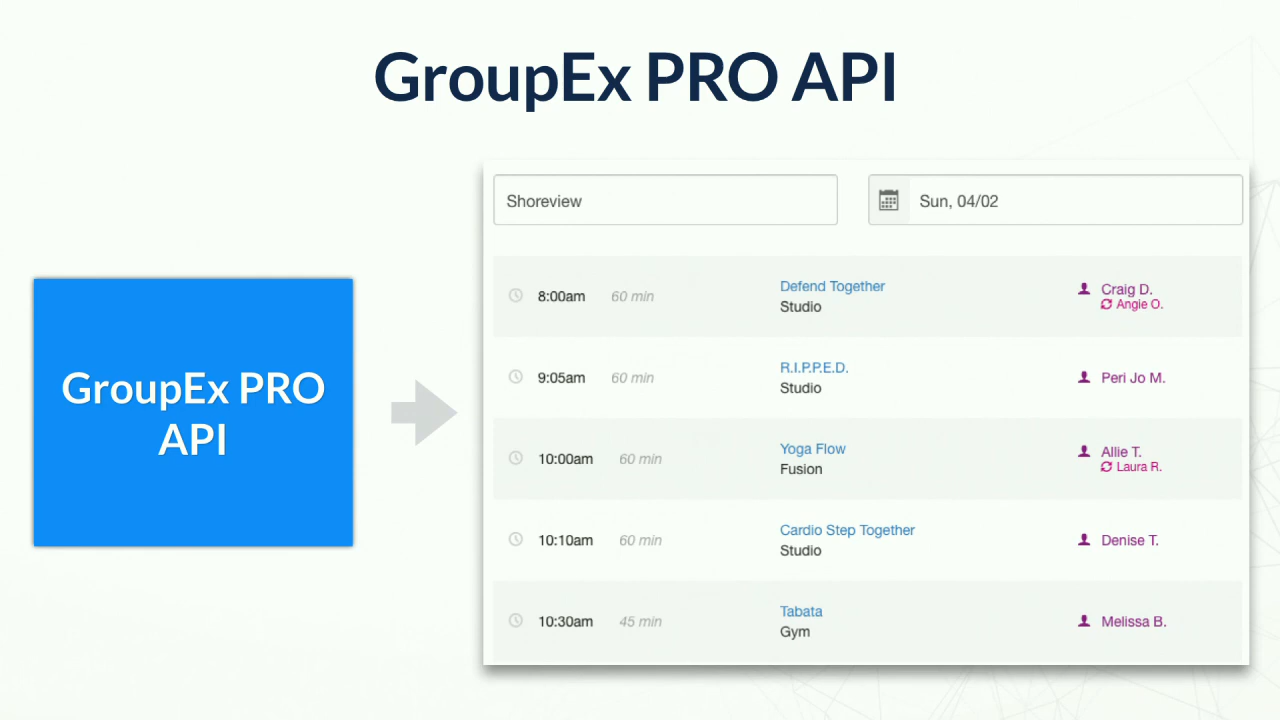 GroupEx PRO API
GroupEx PRO
API
Shoreview
Sun, 04/02
8:00am 60 min Defend Together Craig D.
Studio Angie O.
9:05am 60 min R.I.P.P.E.D. Peri Jo M.
Studio
10:00am 60 min Yoga Flow Allie T.
Fusion Laura R.
10:10am 60 min Cardio Step Together Denise T.
Studio
10:30am 45 min Tabata Melissa B.
Gym